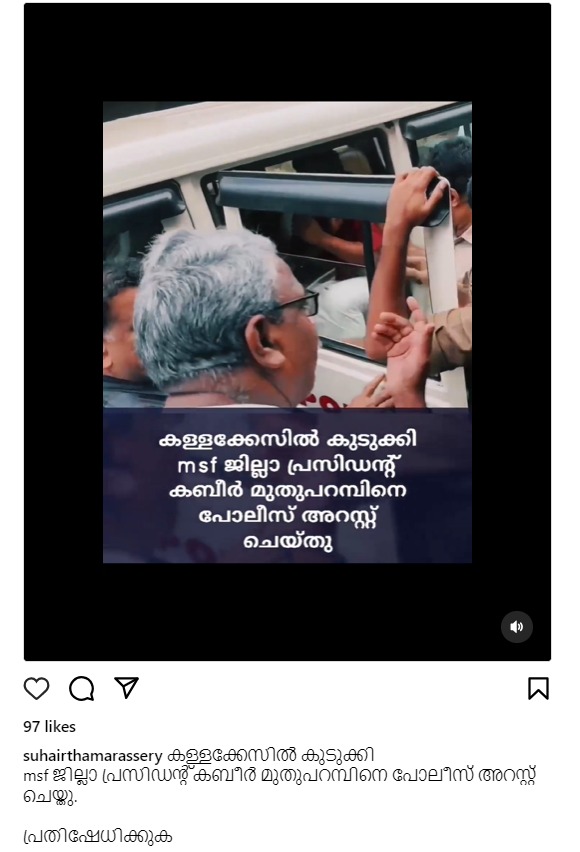 കള്ളക്കേസിൽ കുടുക്കി
msf ജില്ലാ പ്രസിഡന്റ്
കബീർ മുതുപറമ്പിനെ
പോലീസ് അറസ്റ്റ്
ചെയ്തു
97 likes
suhairthamarassery കള്ളക്കേസിൽ കുടുക്കി
msf ജില്ലാ പ്രസിഡന്റ് കബീർ മുതുപറമ്പിനെ പോലീസ് അറസ്റ്റ്
ചെയ്തു.
പ്രതിഷേധിക്കുക